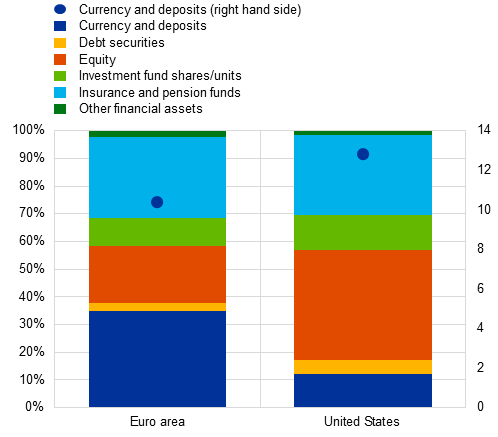 Currency and deposits (right hand side)
Currency and deposits
Debt securities
Equity
Investment fund shares/units
Insurance and pension funds
Other financial assets
100% 14
90%
80% 12
70% 10
60% 8
50%
40% 6
30% 4
20% 2
10%
0% 0
Euro area United States